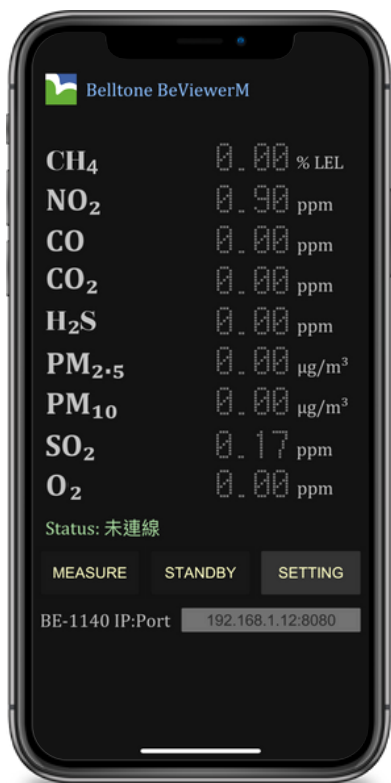 Belltone BeViewerM
CH₄ 0.00 % LEL
NO₂ 0.90 ppm
CO 0.00 ppm
CO₂ 0.00 ppm
H₂S 0.00 ppm
PM₂.₅ 0.00 μg/m³
PM₁₀ 0.00 μg/m³
SO₂ 0.17 ppm
O₂ 0.00 ppm
Status: 未連線
MEASURE STANDBY SETTING
BE-1140 IP:Port 192.168.1.12:8080